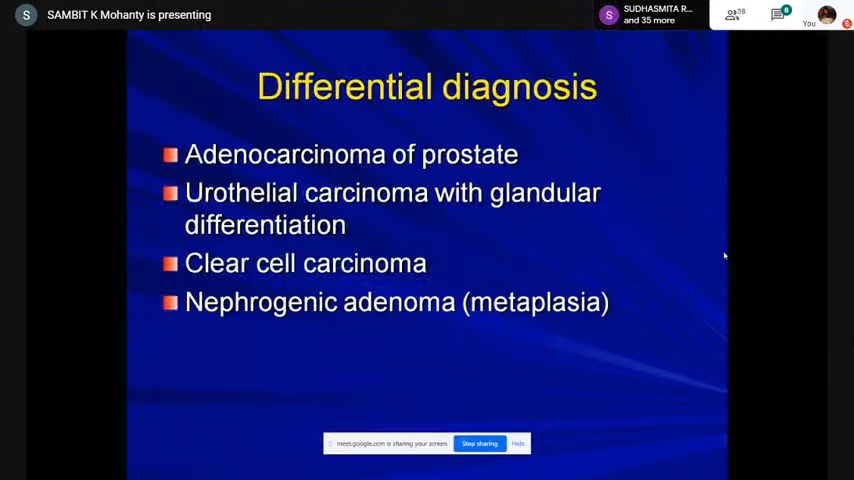 S SAMBIT K Mohanty is presenting
S SUDHASMITA R...
and 35 more
38
8
You
Differential diagnosis
Adenocarcinoma of prostate
Urothelial carcinoma with glandular
differentiation
Clear cell carcinoma
Nephrogenic adenoma (metaplasia)
meet.google.com is sharing your screen. Stop sharing Hide